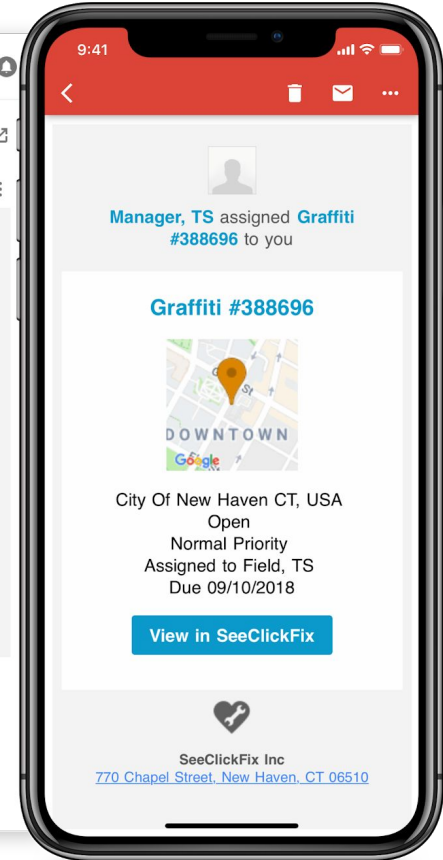 9:41
Manager, TS assigned Graffiti
#388696 to you
Graffiti #388696
St
DOWNTOWN
Google
City Of New Haven CT, USA
Open
Normal Priority
Assigned to Field, TS
Due 09/10/2018
View in SeeClickFix
SeeClickFix Inc
770 Chapel Street, New Haven, CT 06510